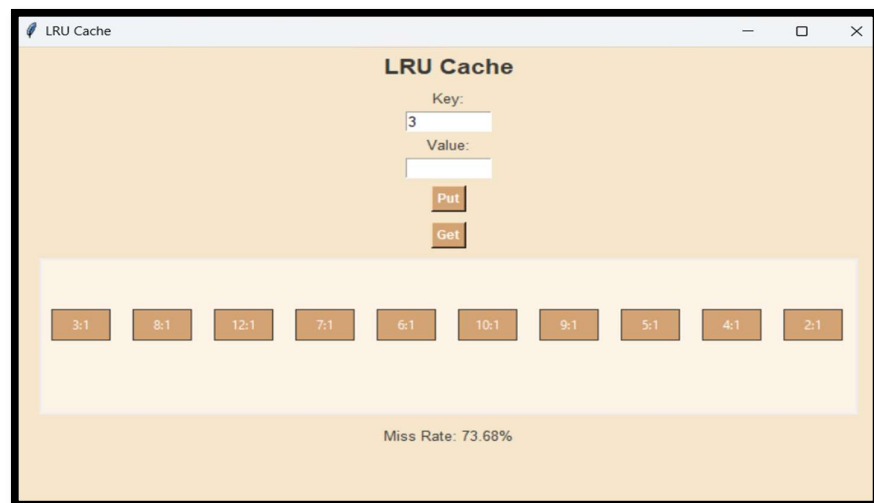 LRU Cache
LRU Cache
Key:
3
Value:
Put
Get
3:1 8:1 12:1 7:1 6:1 10:1 9:1 5:1 4:1 2:1
Miss Rate: 73.68%